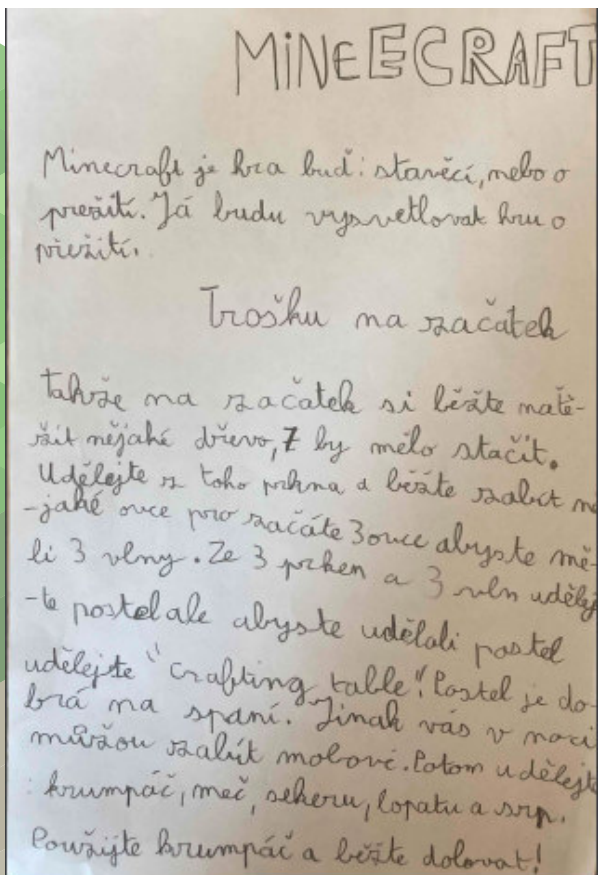 MINEECRAFT
Minecraft je hra buď: stavěcí, nebo o
prežití. Já budu vysvetlovat hru o
přežití.
Trošku na začátek
Takže na začátek si běžte natě-
žit nějaké dřevo, 7 by mělo stačit.
Udělejte z toho prkna a běžte zabít ně
-jaké ovce pro začáte 3 ovce abyste mě-
li 3 vlny. Ze 3 prken a 3 vln udělej
-te postel ale abyste udělali postel
udělejte "crafting table". Postel je do-
brá na spaní. Jinak vás v noci
můžou zabít mobové. Potom udělejte
: krumpáč, meč, sekeru, lopatu a srp.
Použijte krumpáč a běžte dolovat!